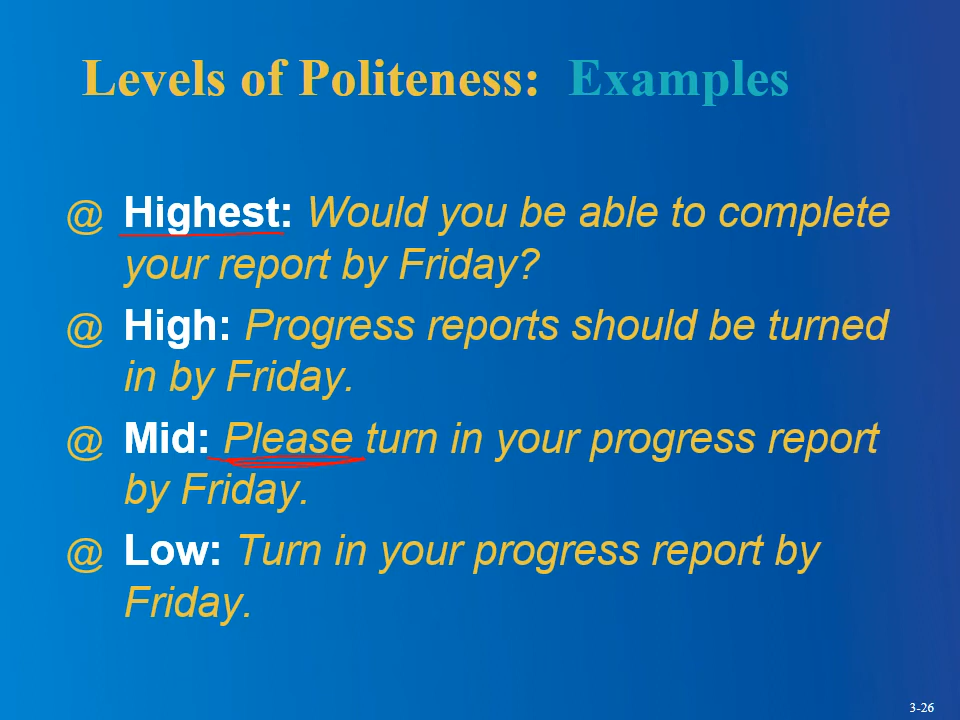 Levels of Politeness: Examples
@ Highest: Would you be able to complete
your report by Friday?
@ High: Progress reports should be turned
in by Friday.
@ Mid: Please turn in your progress report
by Friday.
@ Low: Turn in your progress report by
Friday.
3-26